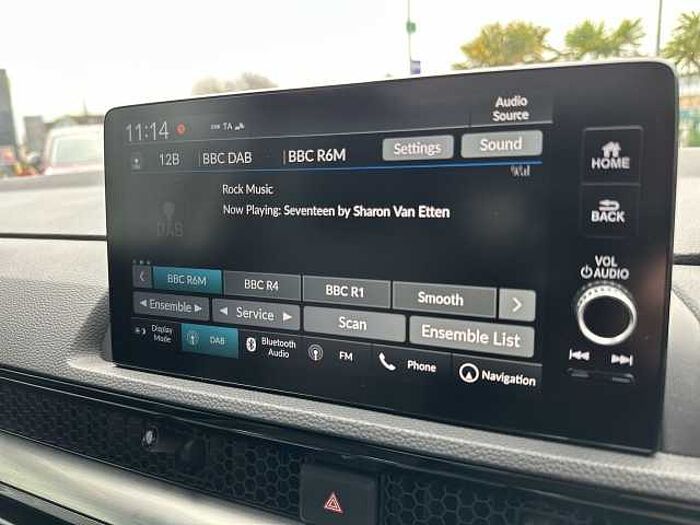 11:14 TA
Audio Source
12B BBC DAB BBC R6M Settings Sound
HOME
Rock Music
Now Playing: Seventeen by Sharon Van Etten
DAB
BACK
VOL
AUDIO
BBC R6M BBC R4 BBC R1 Smooth
Ensemble Service Scan Ensemble List
Display Mode DAB Bluetooth Audio FM Phone Navigation